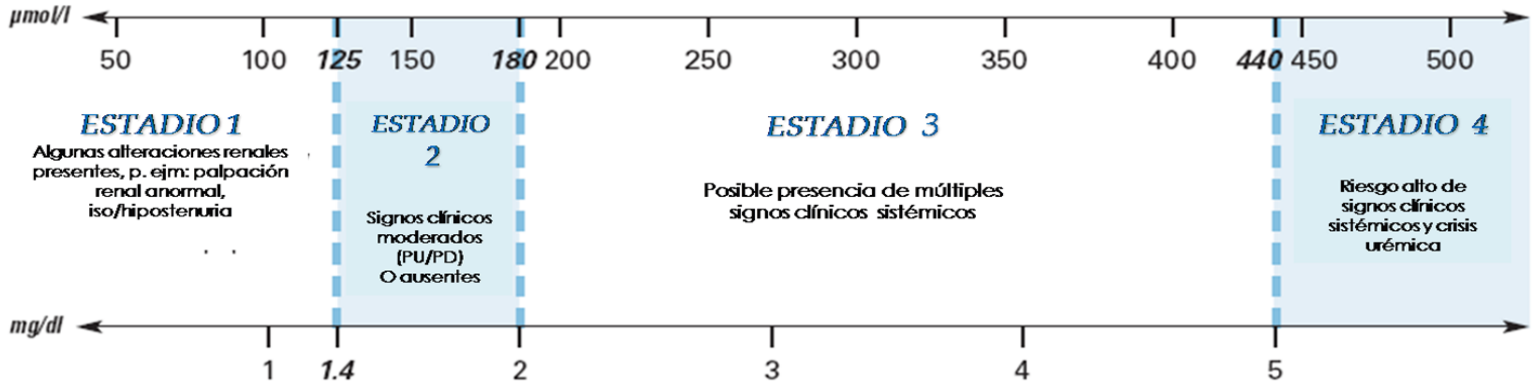 µmol/l
50 100 125 150 180 200 250 300 350 400 440 450 500
ESTADIO 1
Algunas alteraciones renales
presentes, p. ejm: palpación
renal anormal,
iso/hipostenuria
ESTADIO
2
Signos clínicos
moderados
(PU/PD)
O ausentes
ESTADIO 3
Posible presencia de múltiples
signos clínicos sistémicos
ESTADIO 4
Riesgo alto de
signos clínicos
sistémicos y crisis
urémica
mg/dl
1 1.4 2 3 4 5